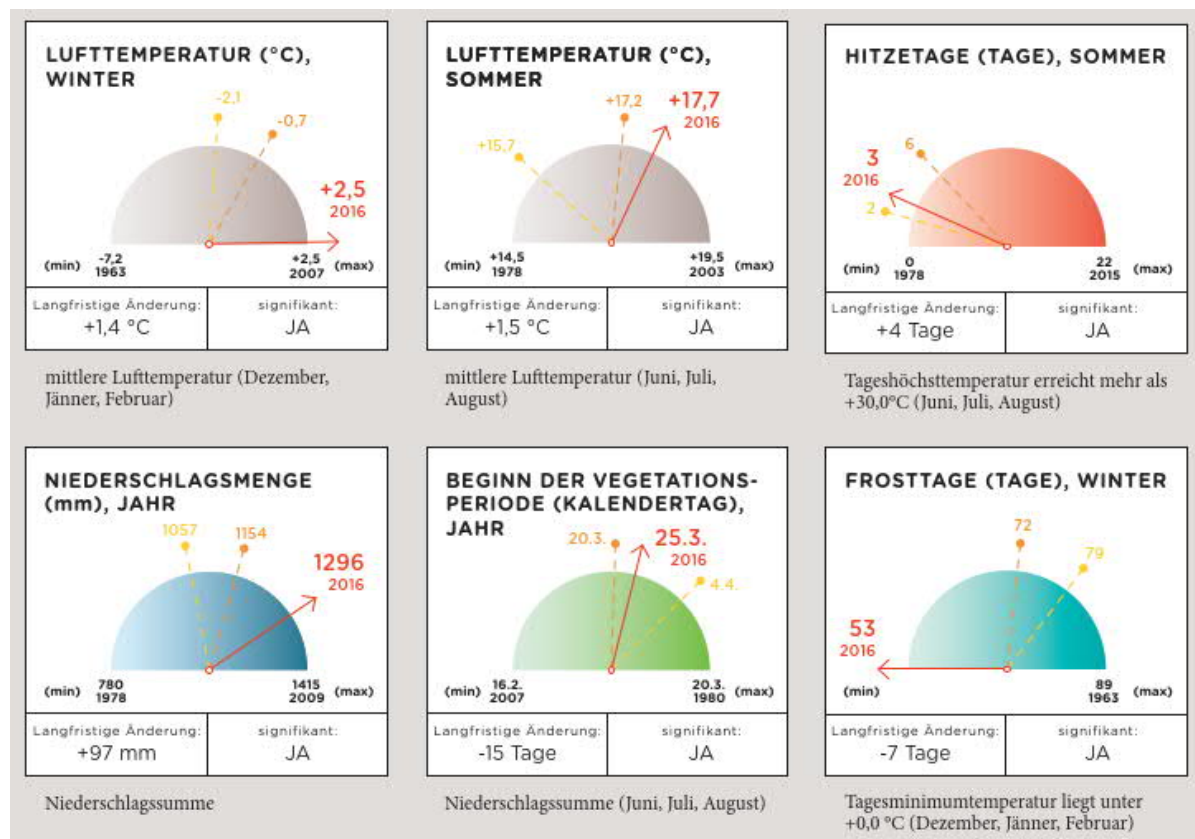 LUFTTEMPERATUR (°C),
WINTER
-2,1
-0,7
+2,5
2016
(min)
-7,2
1963
+2,5
2007
(max)
Langfristige Änderung:
+1,4 °C
signifikant:
JA
mittlere Lufttemperatur (Dezember,
Jänner, Februar)
LUFTTEMPERATUR (°C),
SOMMER
+15,7
+17,2
+17,7
2016
(min)
+14,5
1978
+19,5
2003
(max)
Langfristige Änderung:
+1,5 °C
signifikant:
JA
mittlere Lufttemperatur (Juni, Juli,
August)
HITZETAGE (TAGE), SOMMER
6
3
2016
2
(min)
0
1978
22
2015
(max)
Langfristige Änderung:
+4 Tage
signifikant:
JA
Tageshöchsttemperatur erreicht mehr als
+30,0°C (Juni, Juli, August)
NIEDERSCHLAGSMENGE
(mm), JAHR
1057
1154
1296
2016
(min)
780
1978
1415
2009
(max)
Langfristige Änderung:
+97 mm
signifikant:
JA
Niederschlagssumme
BEGINN DER VEGETATIONS-
PERIODE (KALENDERTAG),
JAHR
20.3.
25.3.
2016
4.4.
(min)
16.2.
2007
20.3.
1980
(max)
Langfristige Änderung:
-15 Tage
signifikant:
JA
Niederschlagssumme (Juni, Juli, August)
FROSTTAGE (TAGE), WINTER
72
79
53
2016
(min)
89
1963
(max)
Langfristige Änderung:
-7 Tage
signifikant:
JA
Tagesminimumtemperatur liegt unter
+0,0 °C (Dezember, Jänner, Februar)